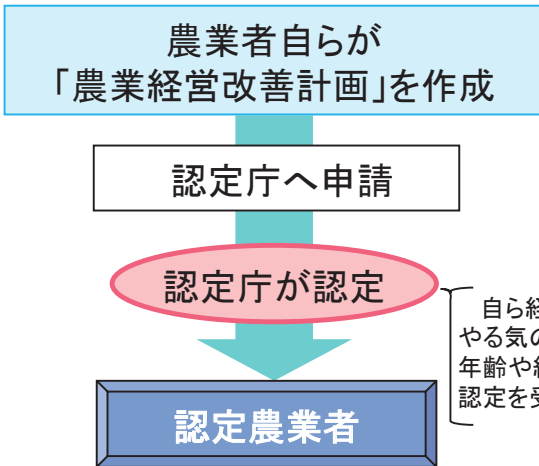 農業者自らが
「農業経営改善計画」を作成
認定庁へ申請
認定庁が認定
自ら経
やる気の
年齢や
認定を受
認定農業者